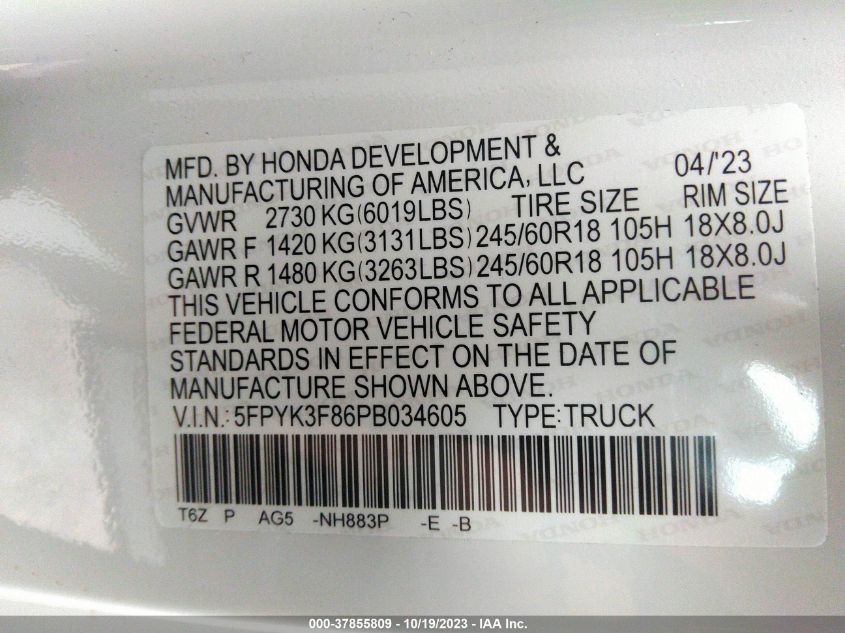 MFD. BY HONDA DEVELOPMENT &
MANUFACTURING OF AMERICA, LLC 04/'23
GVWR 2730 KG(6019LBS) TIRE SIZE RIM SIZE
GAWR F 1420 KG(3131LBS) 245/60R18 105H 18X8.0J
GAWR R 1480 KG(3263LBS) 245/60R18 105H 18X8.0J
THIS VEHICLE CONFORMS TO ALL APPLICABLE
FEDERAL MOTOR VEHICLE SAFETY
STANDARDS IN EFFECT ON THE DATE OF
MANUFACTURE SHOWN ABOVE.
V.I.N.: 5FPYK3F86PB034605 TYPE: TRUCK
T6Z P AG5 -NH883P -E -B
000-37855809 - 10/19/2023 - IAA Inc.